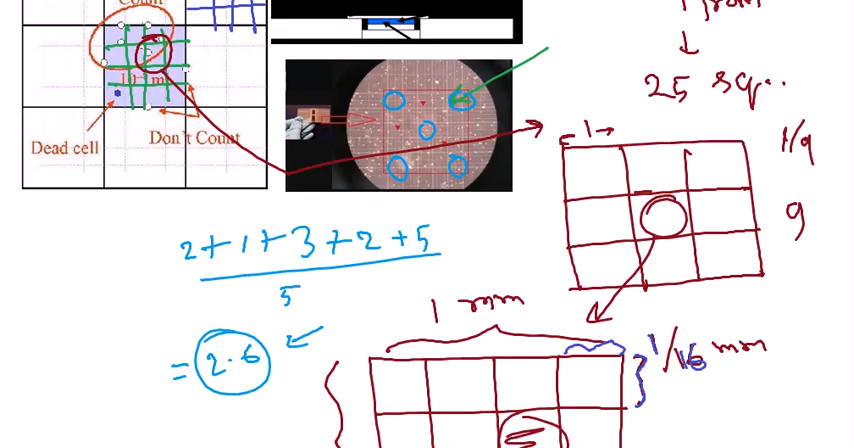 Count
Dead cell
Don't Count
25 sqr.
1
1/9
9
2+1+3+2+5
5
= 2.6
1 mm
1/16 mm